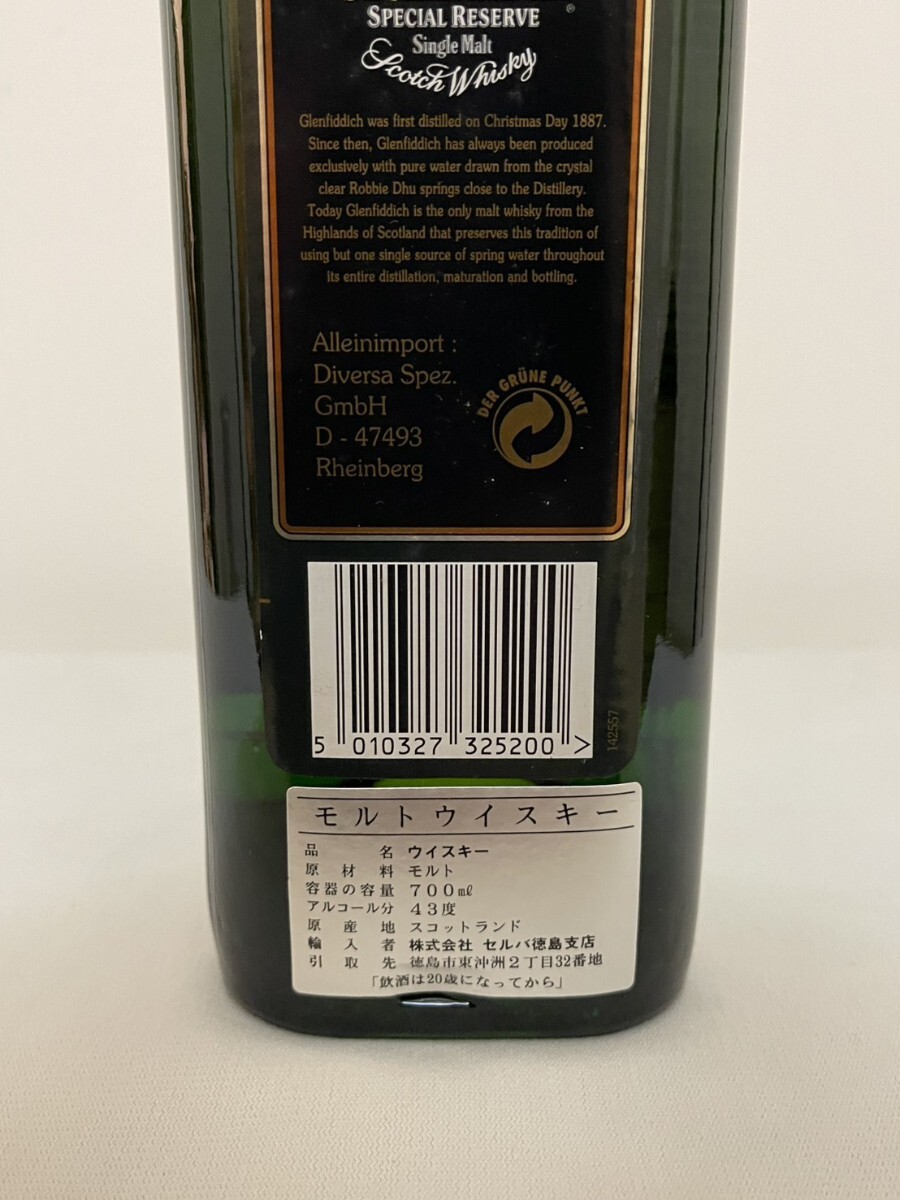 SPECIAL RESERVE
®
Single Malt
Scotch Whisky
Glenfiddich was first distilled on Christmas Day 1887.
Since then, Glenfiddich has always been produced
exclusively with pure water drawn from the crystal
clear Robbie Dhu springs close to the Distillery.
Today Glenfiddich is the only malt whisky from the
Highlands of Scotland that preserves this tradition of
using but one single source of spring water throughout
its entire distillation, maturation and bottling.
Alleinimport :
Diversa Spez.
GmbH
D - 47493
Rheinberg
DER GRÜNE PUNKT
5 010327 325200 >
142557
モルトウイスキー
品名 ウイスキー
原材料 モルト
容器の容量 700㎖
アルコール分 43度
原産地 スコットランド
輸入者 株式会社 セルバ徳島支店
引取先 徳島市東沖洲2丁目32番地
「飲酒は20歳になってから」